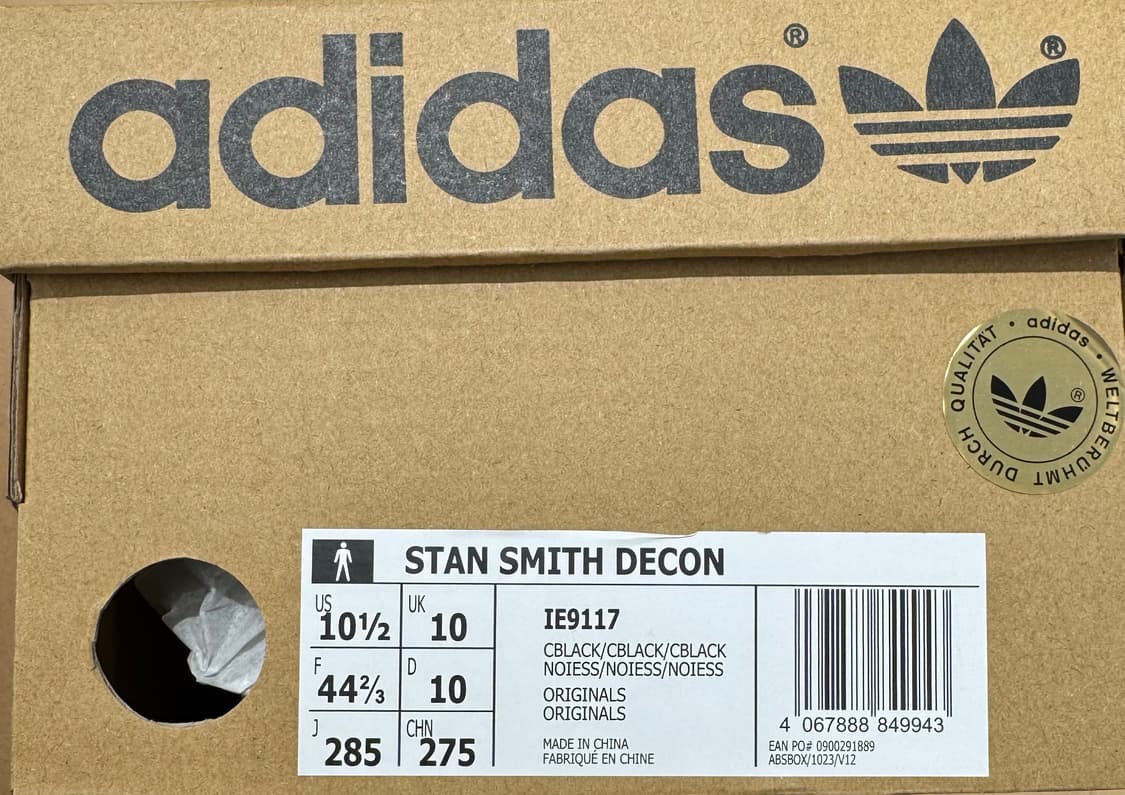 adidas®
®
adidas • WELTBERÜHMT DURCH QUALITÄT •
®
STAN SMITH DECON
US 10½ UK 10
F 44⅔ D 10
J 285 CHN 275
IE9117
CBLACK/CBLACK/CBLACK
NOIESS/NOIESS/NOIESS
ORIGINALS
ORIGINALS
MADE IN CHINA
FABRIQUÉ EN CHINE
4 067888 849943
EAN PO# 0900291889
ABSBOX/1023/V12